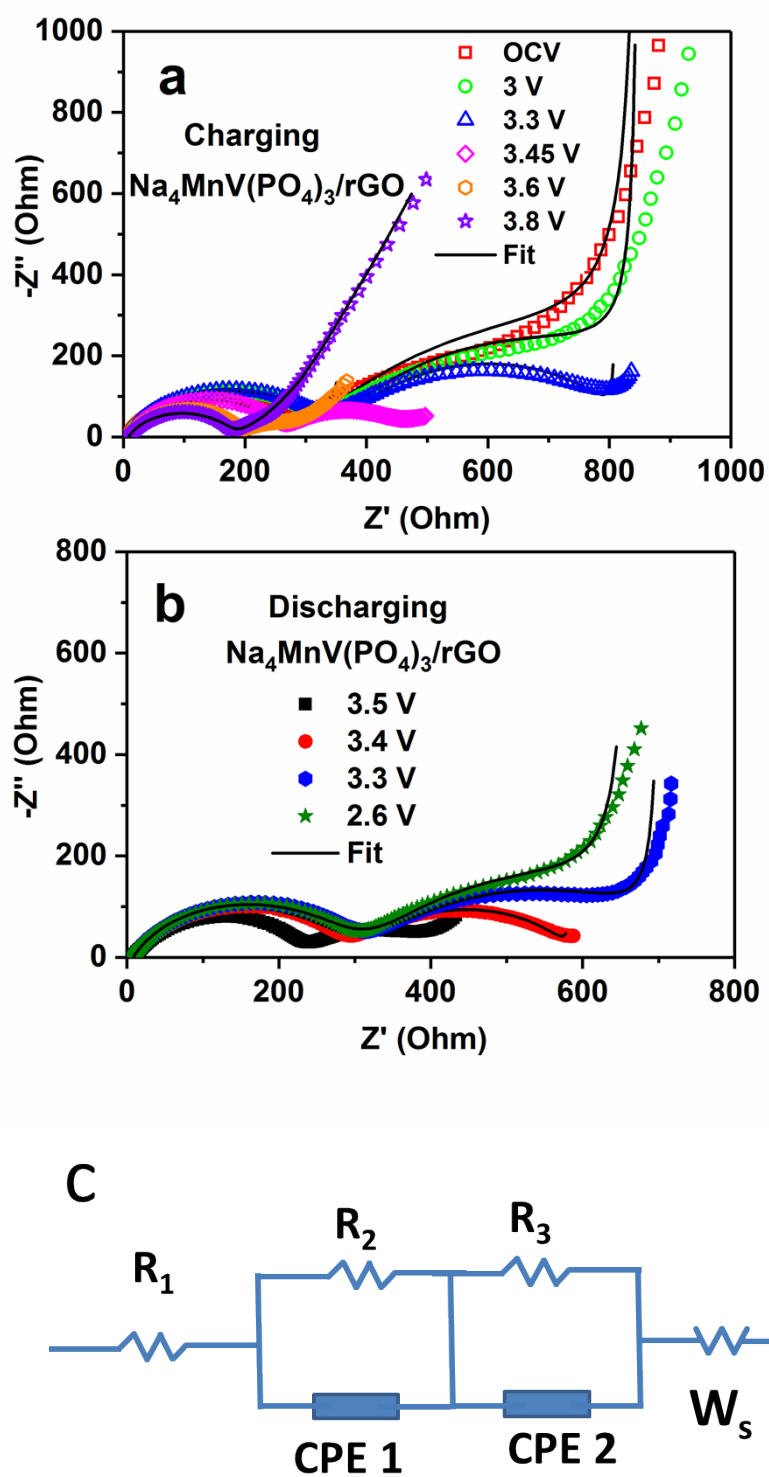 a
Charging
Na₄MnV(PO₄)₃/rGO
OCV
3 V
3.3 V
3.45 V
3.6 V
3.8 V
Fit
-Z'' (Ohm)
1000
800
600
400
200
0
0 200 400 600 800 1000
Z' (Ohm)
b
Discharging
Na₄MnV(PO₄)₃/rGO
3.5 V
3.4 V
3.3 V
2.6 V
Fit
-Z'' (Ohm)
800
600
400
200
0
0 200 400 600 800
Z' (Ohm)
C
R₁
R₂
R₃
CPE 1
CPE 2
Wₛ